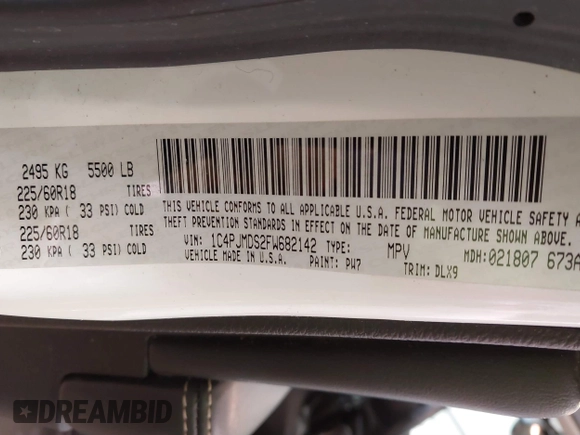 2495 KG 5500 LB
225/60R18 TIRES
230 KPA ( 33 PSI) COLD
225/60R18 TIRES
230 KPA ( 33 PSI) COLD
THIS VEHICLE CONFORMS TO ALL APPLICABLE U.S.A. FEDERAL MOTOR VEHICLE SAFETY A
THEFT PREVENTION STANDARDS IN EFFECT ON THE DATE OF MANUFACTURE SHOWN ABOVE.
VIN: 1C4PJMDS2FW682142 TYPE: MPV MDH: 021807 673A
VEHICLE MADE IN U.S.A. PAINT: PW7 TRIM: DLX9
DREAMBID